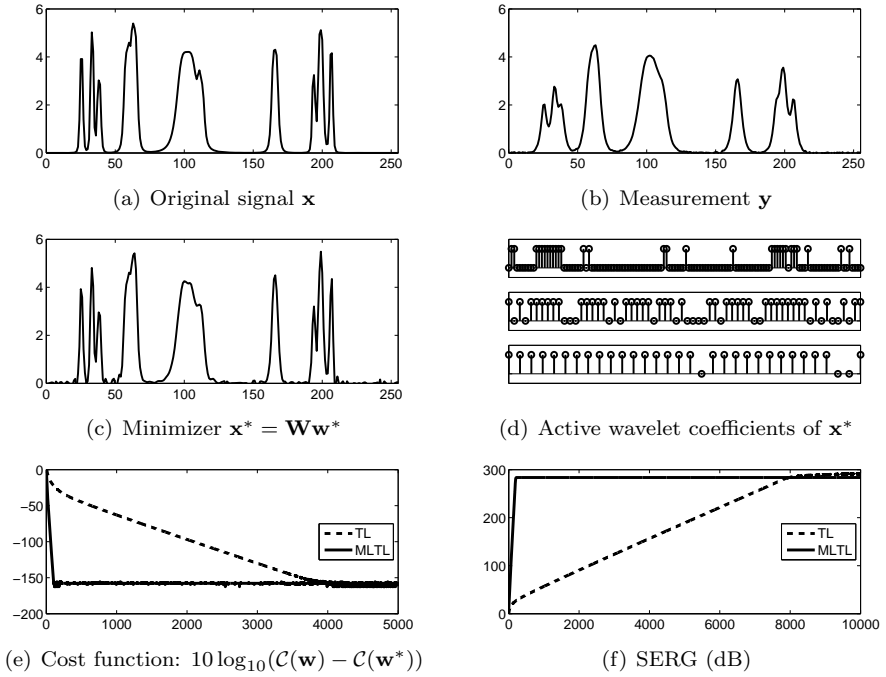 6
4
2
0
0 50 100 150 200 250
(a) Original signal x
6
4
2
0
0 50 100 150 200 250
(b) Measurement y
6
4
2
0
0 50 100 150 200 250
(c) Minimizer x* = Ww*
(d) Active wavelet coefficients of x*
0
−50
−100
−150
−200
0 1000 2000 3000 4000 5000
TL
MLTL
(e) Cost function: 10 log₁₀(𝒞(w) − 𝒞(w*))
300
200
100
0
0 2000 4000 6000 8000 10000
TL
MLTL
(f) SERG (dB)